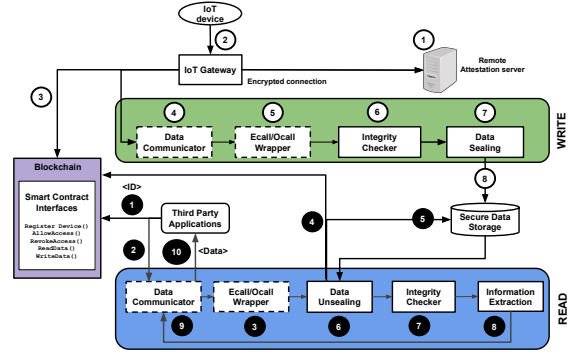 IoT
device
2
1
IoT Gateway
Encrypted connection
Remote
Attestation server
3
4
5
6
7
Data
Communicator
Ecall/Ocall
Wrapper
Integrity
Checker
Data
Sealing
WRITE
8
Blockchain
Smart Contract
Interfaces
Register Device()
AllowAccess()
RevokeAccess()
ReadData()
WriteData()
<ID>
1
2
Third Party
Applications
10
<Data>
4
5
Secure Data
Storage
Data
Communicator
Ecall/Ocall
Wrapper
Data
Unsealing
Integrity
Checker
Information
Extraction
9
3
6
7
8
READ